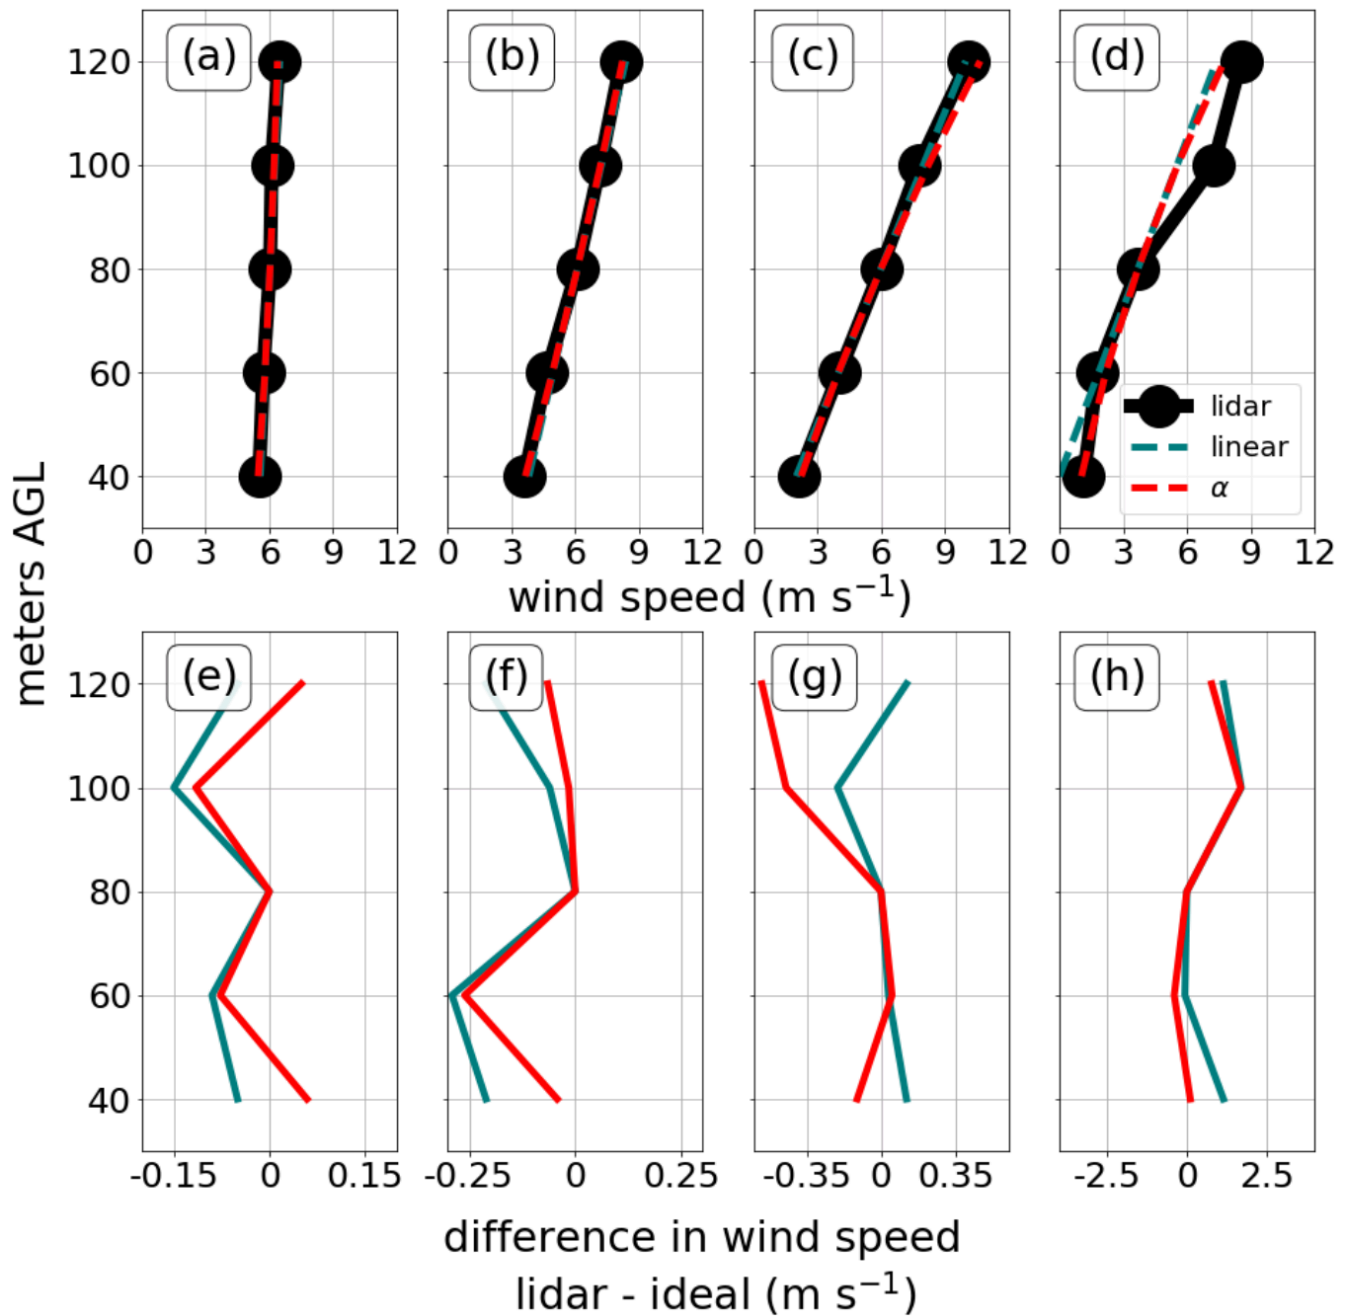 (a) (b) (c) (d)
120
100
80
60
40
lidar
linear
α
0 3 6 9 12 0 3 6 9 12 0 3 6 9 12 0 3 6 9 12
wind speed (m s⁻¹)
meters AGL
(e) (f) (g) (h)
120
100
80
60
40
-0.15 0 0.15 -0.25 0 0.25 -0.35 0 0.35 -2.5 0 2.5
difference in wind speed
lidar - ideal (m s⁻¹)